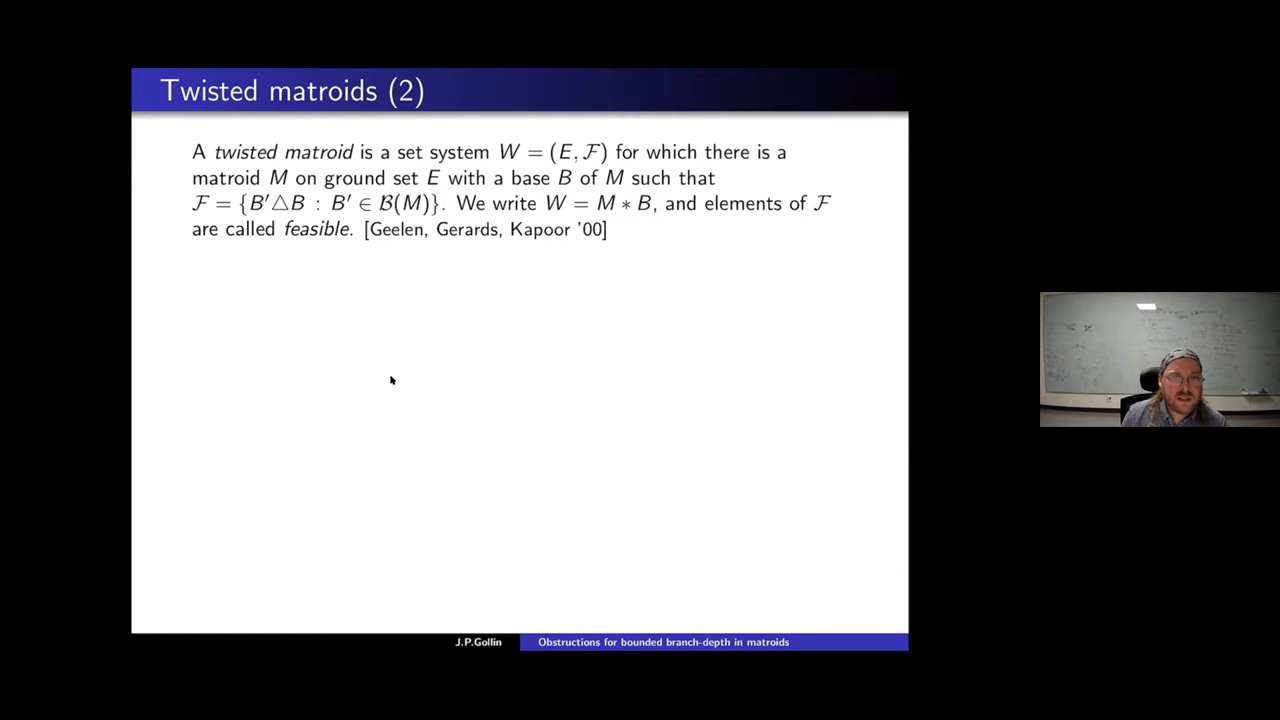 Twisted matroids (2)
A twisted matroid is a set system W = (E, ℱ) for which there is a
matroid M on ground set E with a base B of M such that
ℱ = {B′△B : B′ ∈ ℬ(M)}. We write W = M ∗ B, and elements of ℱ
are called feasible. [Geelen, Gerards, Kapoor '00]
J.P.Gollin
Obstructions for bounded branch-depth in matroids